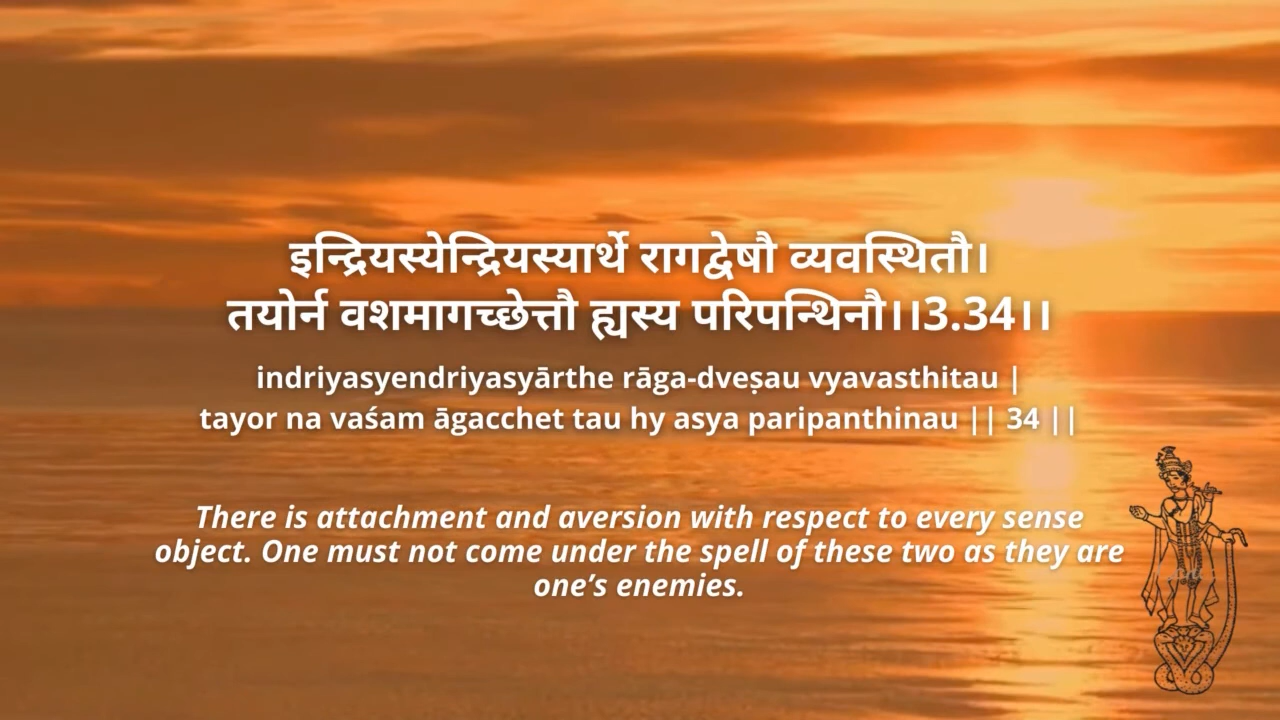 इन्द्रियस्येन्द्रियस्यार्थे रागद्वेषौ व्यवस्थितौ।
तयोर्न वशमागच्छेत्तौ ह्यस्य परिपन्थिनौ।।3.34।।
indriyasyendriyasyārthe rāga-dveṣau vyavasthitau |
tayor na vaśam āgacchet tau hy asya paripanthinau || 34 ||
There is attachment and aversion with respect to every sense
object. One must not come under the spell of these two as they are
one’s enemies.